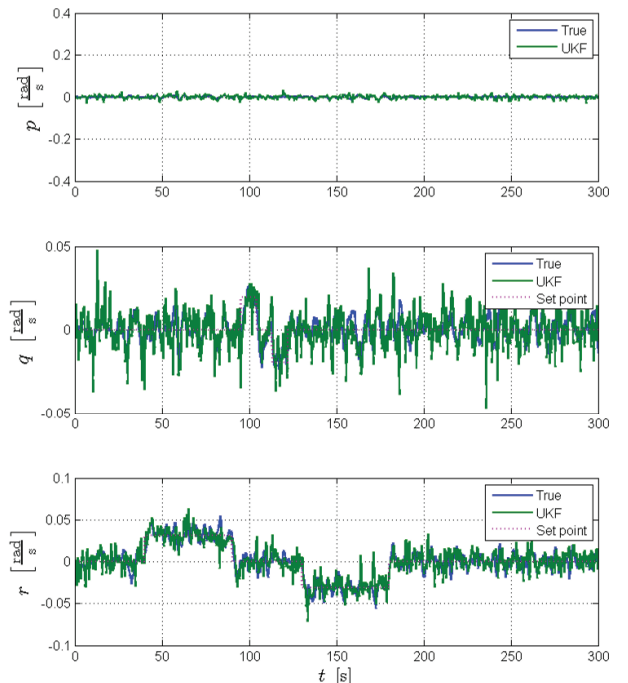 0.4
0.2
0
-0.2
-0.4
p [rad/s]
True
UKF
0 50 100 150 200 250 300
0.05
0
-0.05
q [rad/s]
True
UKF
Set point
0 50 100 150 200 250 300
0.1
0.05
0
-0.05
-0.1
r [rad/s]
True
UKF
Set point
0 50 100 150 200 250 300
t [s]